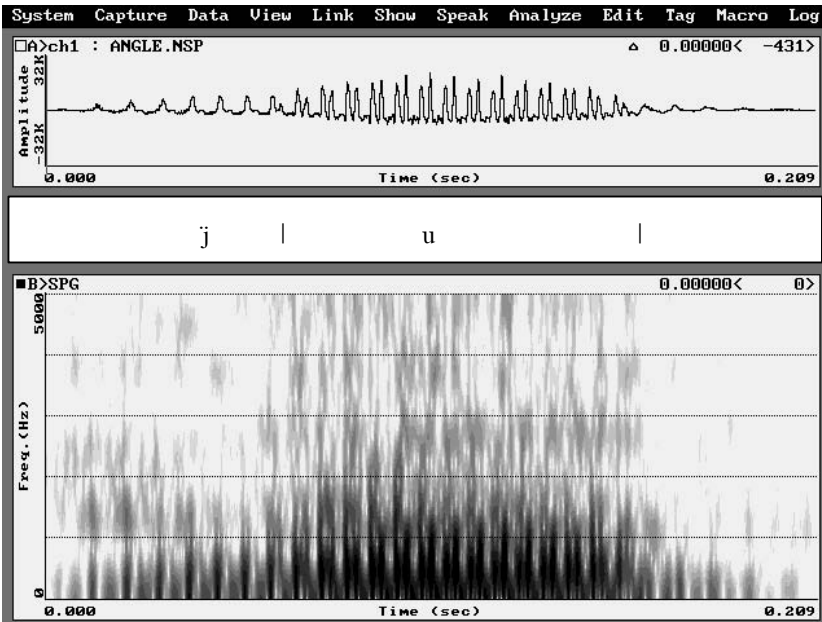 System Capture Data View Link Show Speak Analyze Edit Tag Macro Log
□A>ch1 : ANGLE.NSP △ 0.00000< -431>
Amplitude
32K
-32K
0.000 Time (sec) 0.209
j̈ | u |
■B>SPG 0.00000< 0>
5000
Freq.(Hz)
0
0.000 Time (sec) 0.209